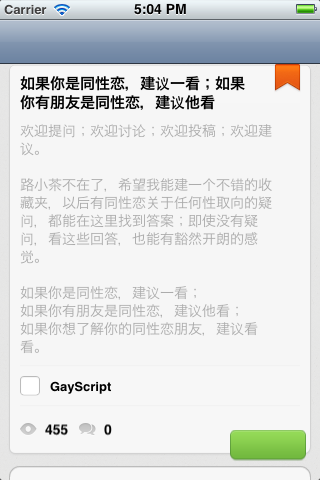 Carrier 5:04 PM
如果你是同性恋，建议一看；如果
你有朋友是同性恋，建议他看
欢迎提问；欢迎讨论；欢迎投稿；欢迎建
议。
路小茶不在了，希望我能建一个不错的收
藏夹，以后有同性恋关于任何性取向的疑
问，都能在这里找到答案；即使没有疑
问，看这些回答，也能有豁然开朗的感
觉。
如果你是同性恋，建议一看；
如果你有朋友是同性恋，建议他看；
如果你想了解你的同性恋朋友，建议看
看。
GayScript
455 0